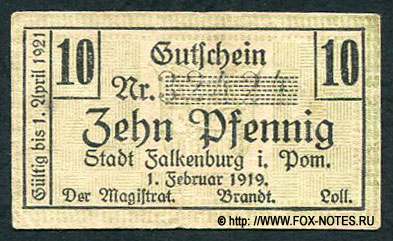 Gültig bis 1. April 1921
10
Gutschein
10
Nr.
Zehn Pfennig
Stadt Falkenburg i. Pom.
1. Februar 1919.
Der Magistrat. Brandt. Loll.
© http://www.FOX-NOTES.RU